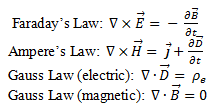 Faraday's Law: ∇ × E⃗ = − ∂B⃗/∂t
Ampere's Law: ∇ × H⃗ = j⃗ + ∂D⃗/∂t
Gauss Law (electric): ∇ ∙ D⃗ = ρₑ
Gauss Law (magnetic): ∇ ∙ B⃗ = 0